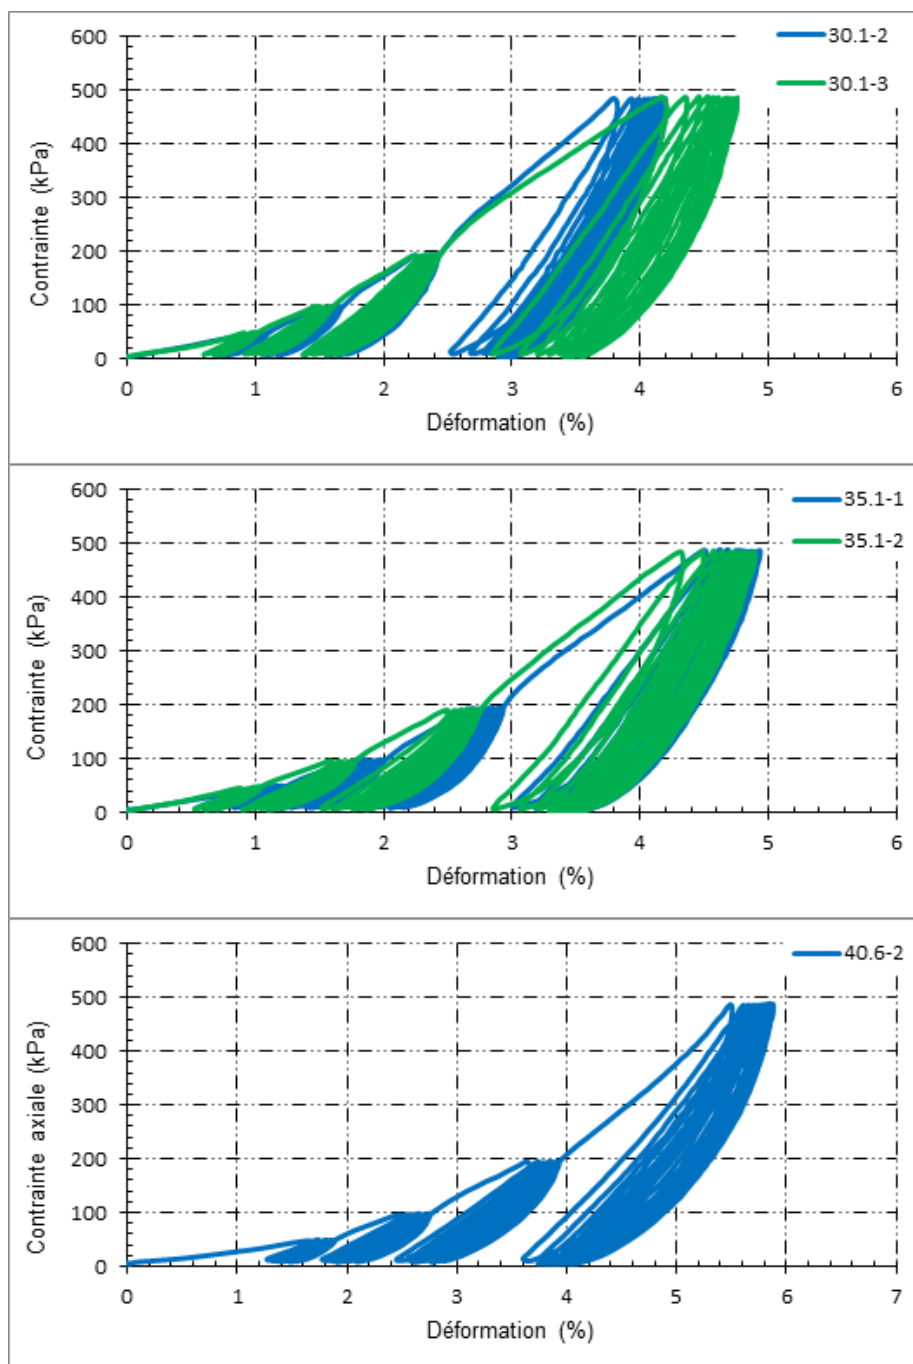 600
500
400
300
200
100
0
Contrainte (kPa)
30.1-2
30.1-3
0 1 2 3 4 5 6
Déformation (%)
600
500
400
300
200
100
0
Contrainte (kPa)
35.1-1
35.1-2
0 1 2 3 4 5 6
Déformation (%)
600
500
400
300
200
100
0
Contrainte axiale (kPa)
40.6-2
0 1 2 3 4 5 6 7
Déformation (%)